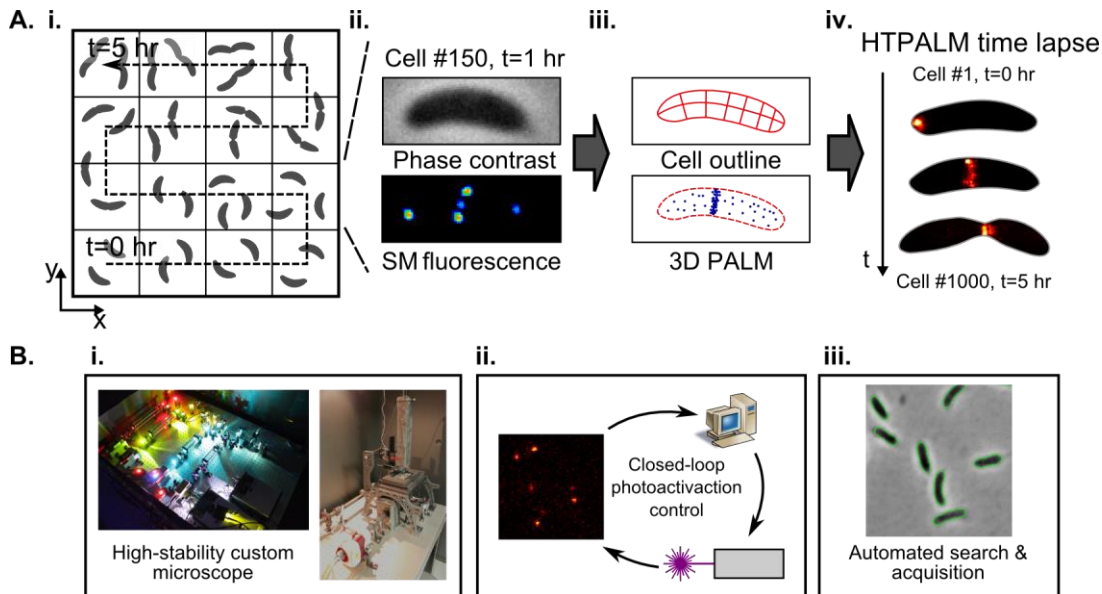 A. i. ii. iii. iv.
t=5 hr
t=0 hr
y
x
Cell #150, t=1 hr
Phase contrast
SM fluorescence
Cell outline
3D PALM
HTPALM time lapse
Cell #1, t=0 hr
t
Cell #1000, t=5 hr
B. i. ii. iii.
High-stability custom
microscope
Closed-loop
photoactivaction
control
Automated search &
acquisition